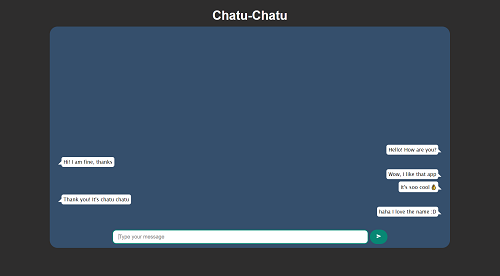 Chatu-Chatu
Hello! How are you?
Hi! I am fine, thanks
Wow, I like that app
it's soo cool 👌
Thank you! it's chatu chatu
haha I love the name :D
Type your message